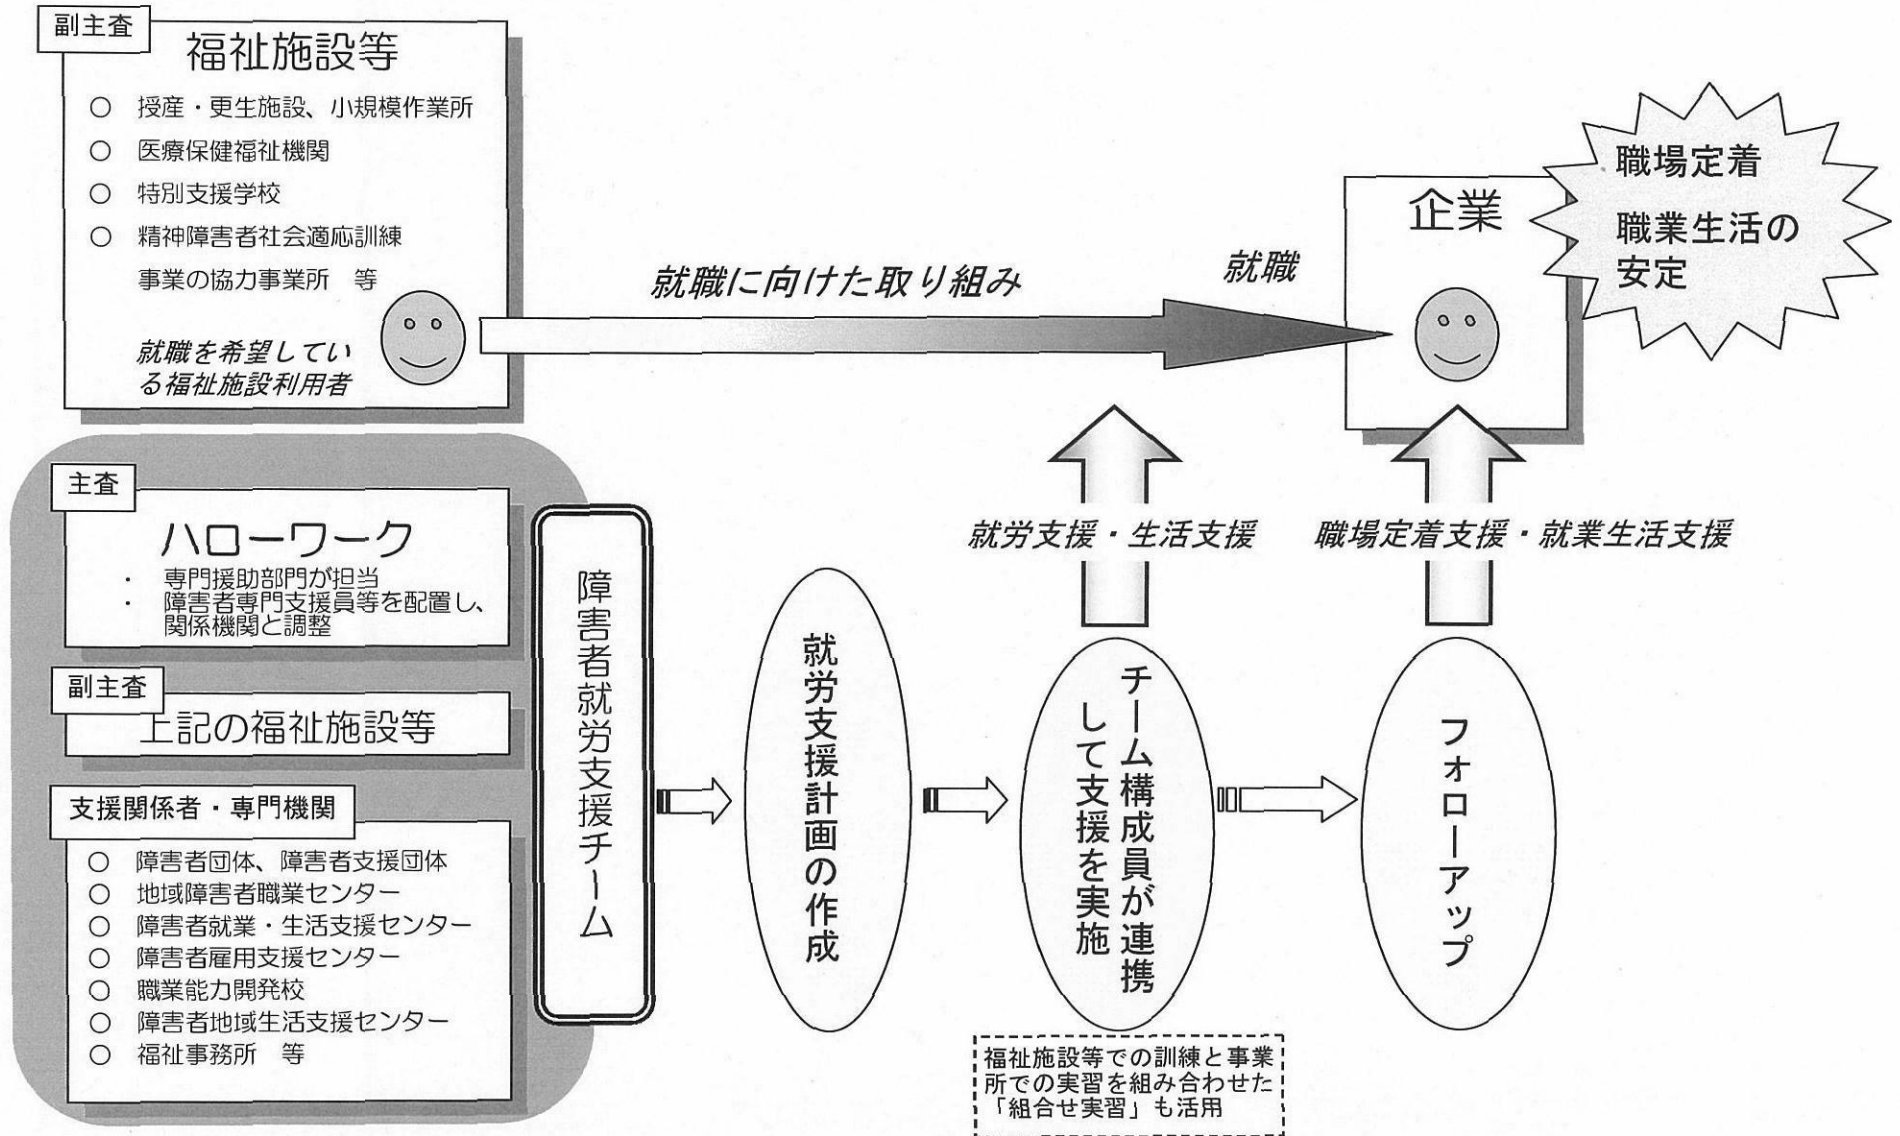 副主査
福祉施設等
○ 授産・更生施設、小規模作業所
○ 医療保健福祉機関
○ 特別支援学校
○ 精神障害者社会適応訓練
事業の協力事業所 等
就職を希望してい
る福祉施設利用者
就職に向けた取り組み
就職
企業
職場定着
職業生活の
安定
主査
ハローワーク
・ 専門援助部門が担当
・ 障害者専門支援員等を配置し、
関係機関と調整
副主査
上記の福祉施設等
支援関係者・専門機関
○ 障害者団体、障害者支援団体
○ 地域障害者職業センター
○ 障害者就業・生活支援センター
○ 障害者雇用支援センター
○ 職業能力開発校
○ 障害者地域生活支援センター
○ 福祉事務所 等
障害者就労支援チーム
就労支援計画の作成
就労支援・生活支援
チーム構成員が連携
して支援を実施
福祉施設等での訓練と事業
所での実習を組み合わせた
「組合せ実習」も活用
職場定着支援・就業生活支援
フォローアップ